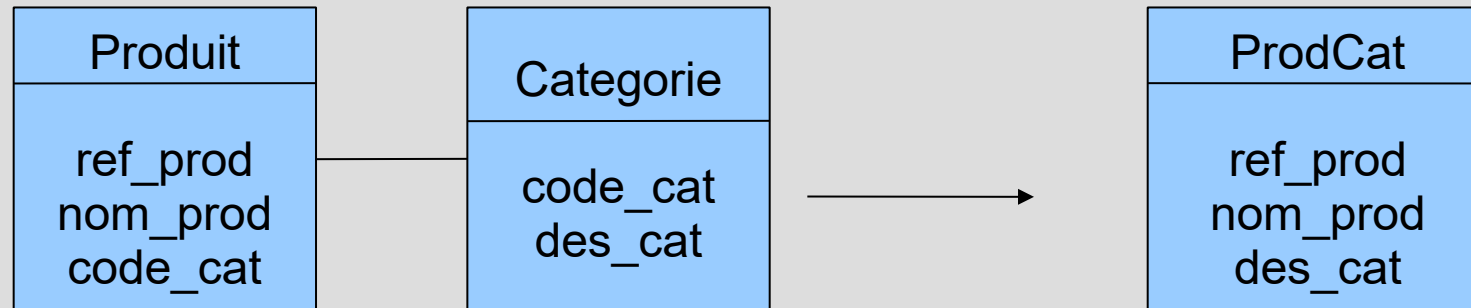 Produit
ref_prod
nom_prod
code_cat
Categorie
code_cat
des_cat
ProdCat
ref_prod
nom_prod
des_cat